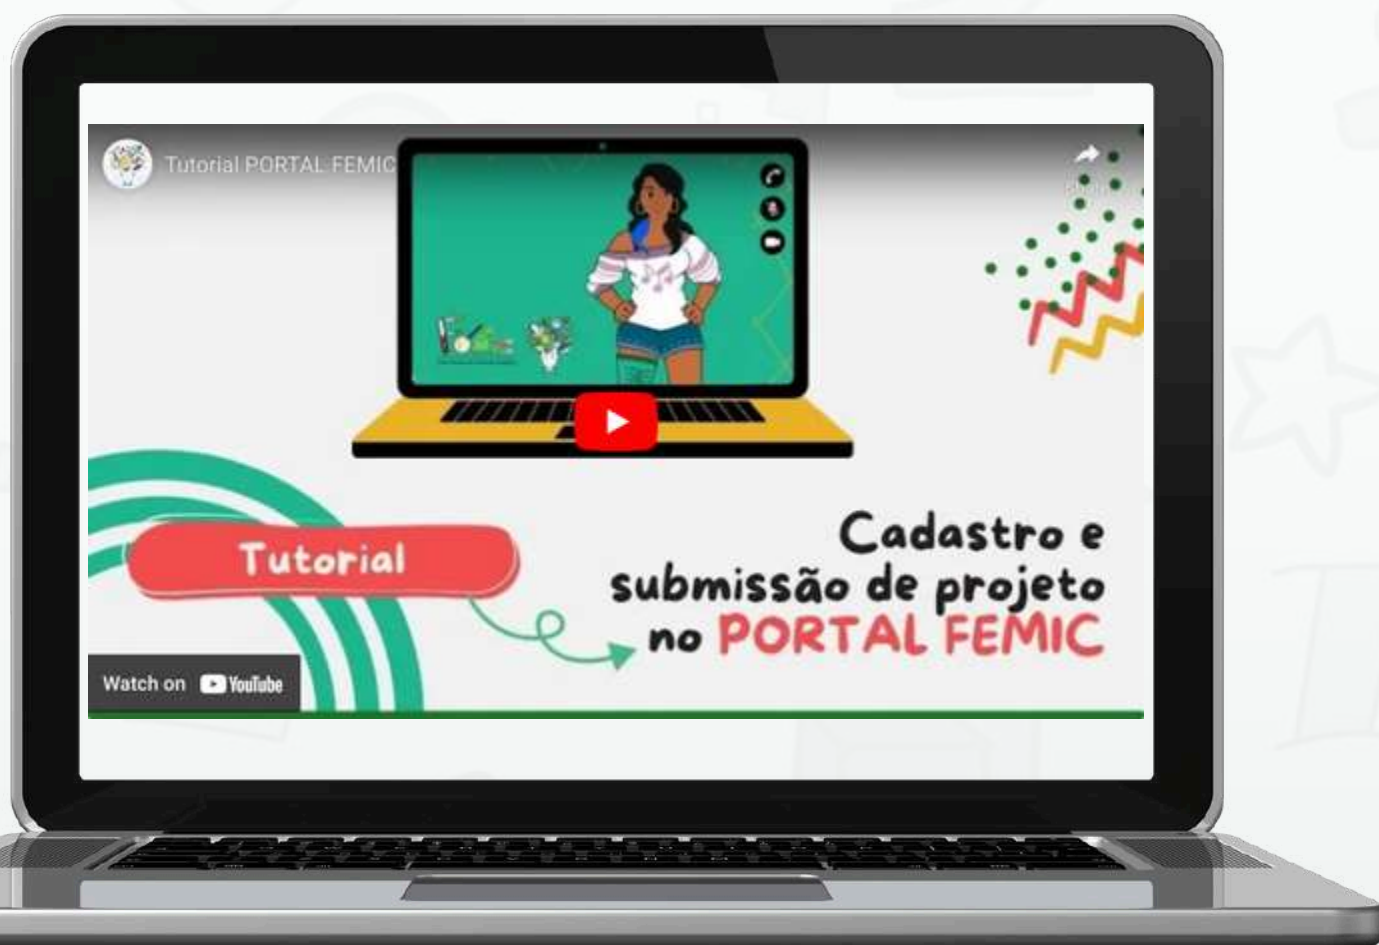 Tutorial PORTAL FEMIC
Tutorial
Cadastro e
submissão de projeto
no PORTAL FEMIC
Watch on YouTube